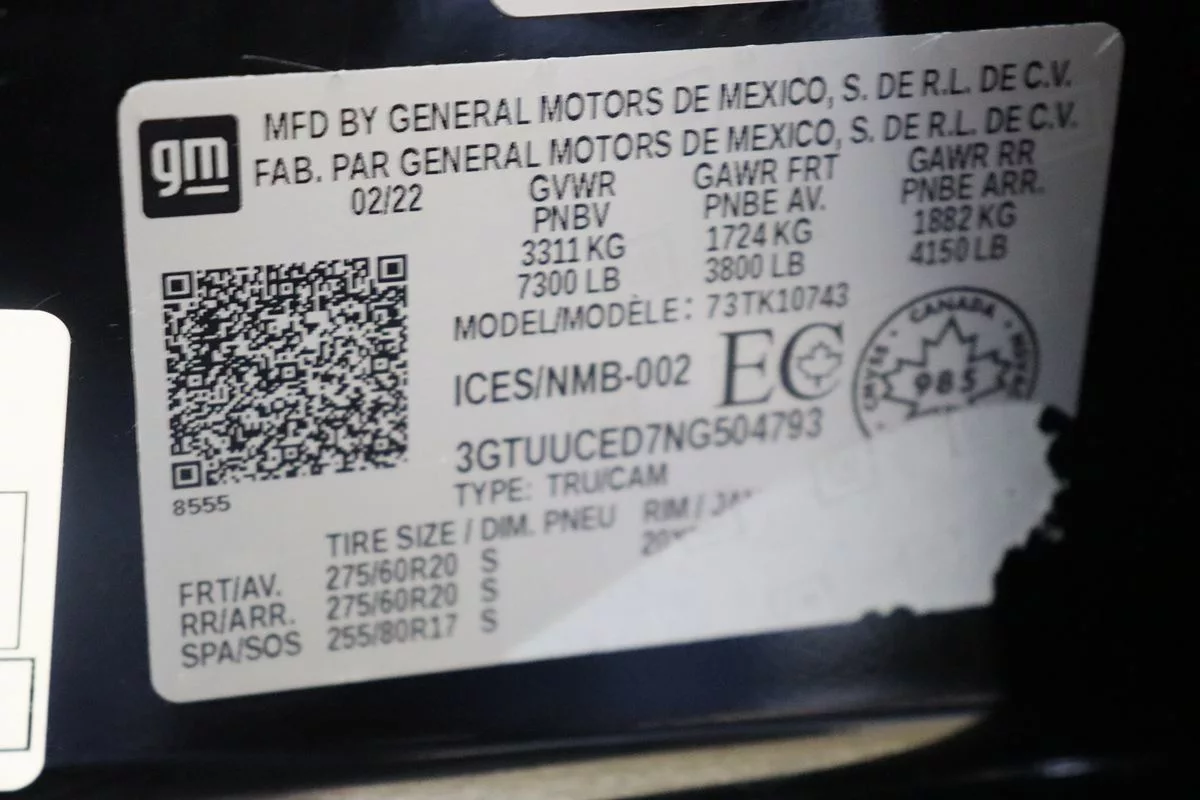 gm
MFD BY GENERAL MOTORS DE MEXICO, S. DE R.L. DE C.V.
FAB. PAR GENERAL MOTORS DE MEXICO, S. DE R.L. DE C.V.
02/22 GVWR GAWR FRT GAWR RR
PNBV PNBE AV. PNBE ARR.
3311 KG 1724 KG 1882 KG
7300 LB 3800 LB 4150 LB
MODEL/MODÈLE: 73TK10743
ICES/NMB-002 EC CANADA 985
3GTUUCED7NG504793
TYPE: TRU/CAM
8555
TIRE SIZE / DIM. PNEU RIM /
FRT/AV. 275/60R20 S
RR/ARR. 275/60R20 S
SPA/SOS 255/80R17 S